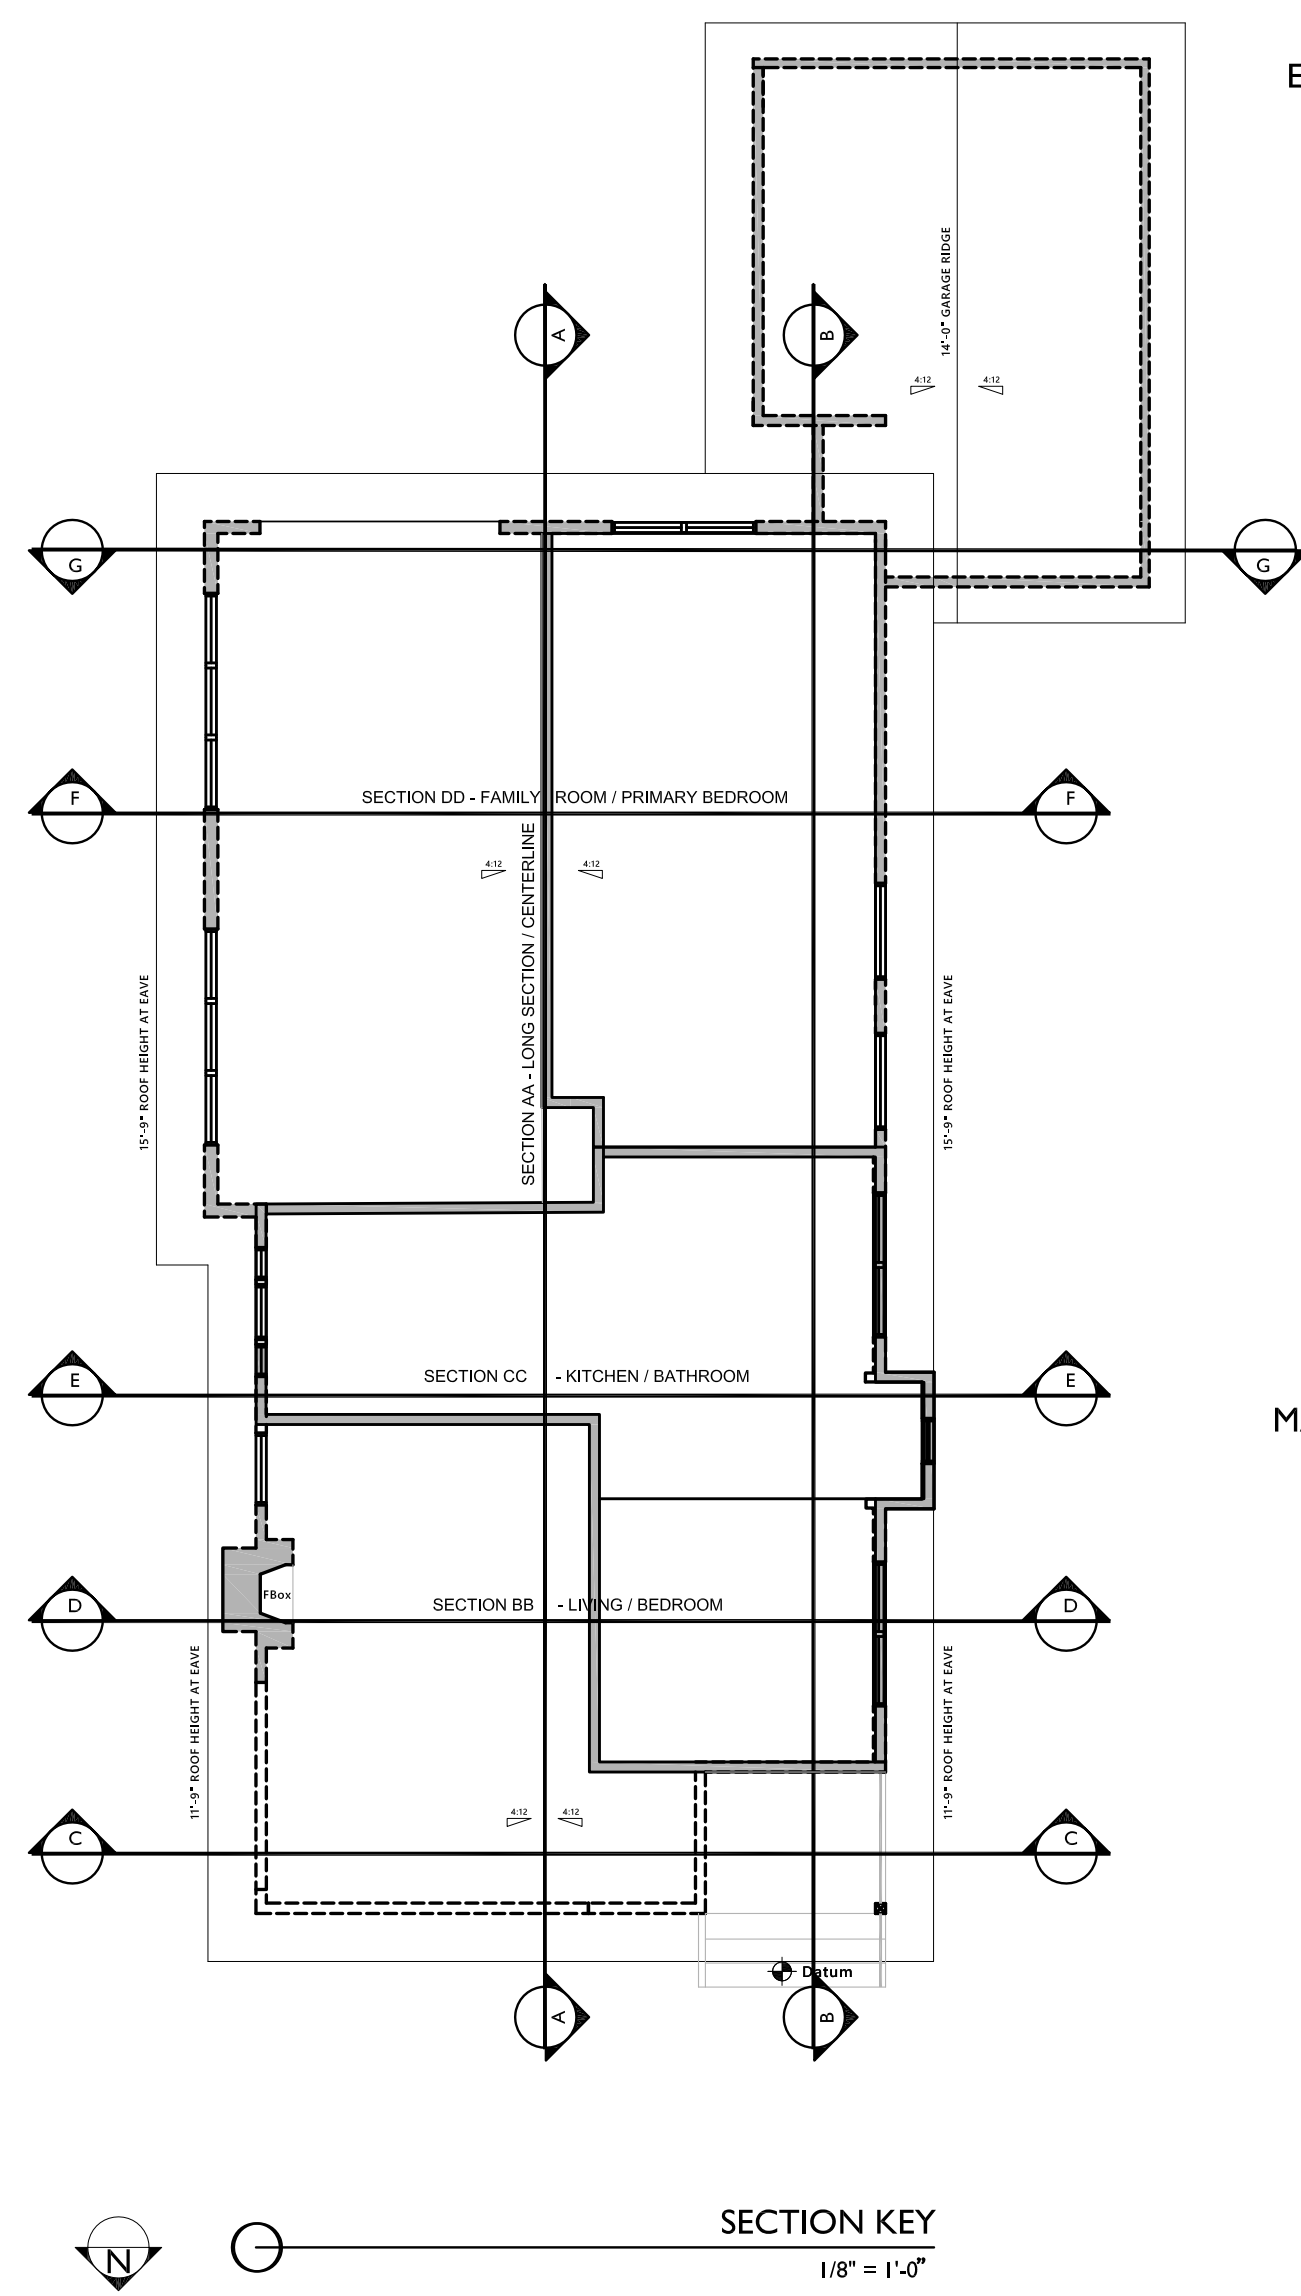 E
14'-0" GARAGE RIDGE
A
B
4:12
4:12
G
G
F
SECTION DD - FAMILY ROOM / PRIMARY BEDROOM
F
4:12
4:12
SECTION AA - LONG SECTION / CENTERLINE
15'-9" ROOF HEIGHT AT EAVE
15'-9" ROOF HEIGHT AT EAVE
E
SECTION CC - KITCHEN / BATHROOM
E
M
FBox
D
SECTION BB - LIVING / BEDROOM
D
11'-9" ROOF HEIGHT AT EAVE
11'-9" ROOF HEIGHT AT EAVE
4:12
4:12
C
C
Datum
A
B
N
SECTION KEY
1/8" = 1'-0"